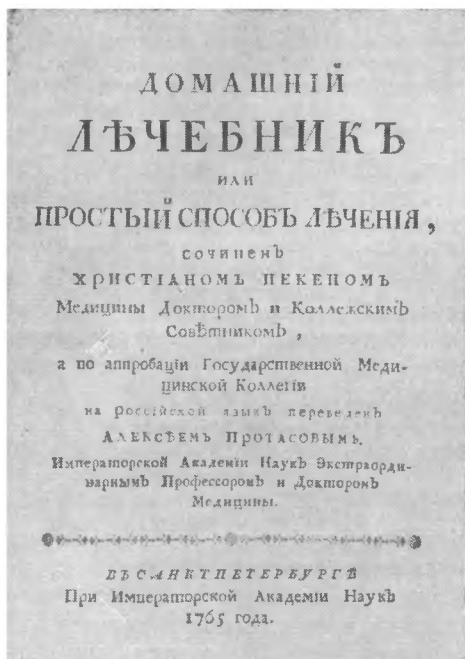 ДОМАШНІЙ
ЛѢЧЕБНИКЪ
ИЛИ
ПРОСТЫЙ СПОСОБЪ ЛѢЧЕНІЯ,
сочиненъ
ХРИСТІАНОМЪ ПЕКЕНОМЪ
Медицины Докторомъ и Коллежскимъ
Совѣтникомъ,
а по аппробаціи Государственной Меди-
цинской Коллегіи
на россійской языкъ переведенъ
Алексѣемъ Протасовымъ.
Императорской Академіи Наукъ Экстраорди-
нарнымъ Профессоромъ и Докторомъ
Медицины.
ВЪ САНКТПЕТЕРБУРГѢ
При Императорской Академіи Наукъ
1765 года.